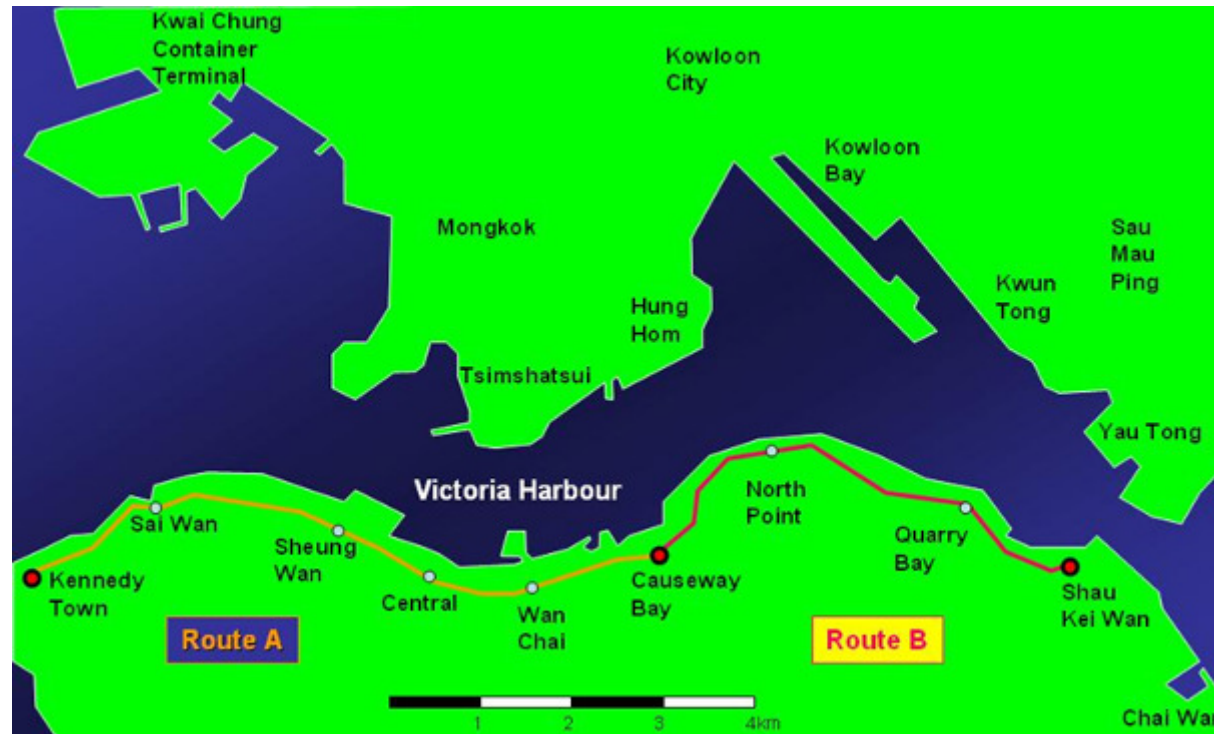 Kwai Chung
Container
Terminal
Kowloon
City
Kowloon
Bay
Mongkok
Sau
Mau
Ping
Kwun
Tong
Hung
Hom
Tsimshatsui
Yau Tong
Victoria Harbour
North
Point
Sai Wan
Sheung
Wan
Quarry
Bay
Kennedy
Town
Central
Wan
Chai
Causeway
Bay
Shau
Kei Wan
Route A
Route B
1 2 3 4km
Chai Wan